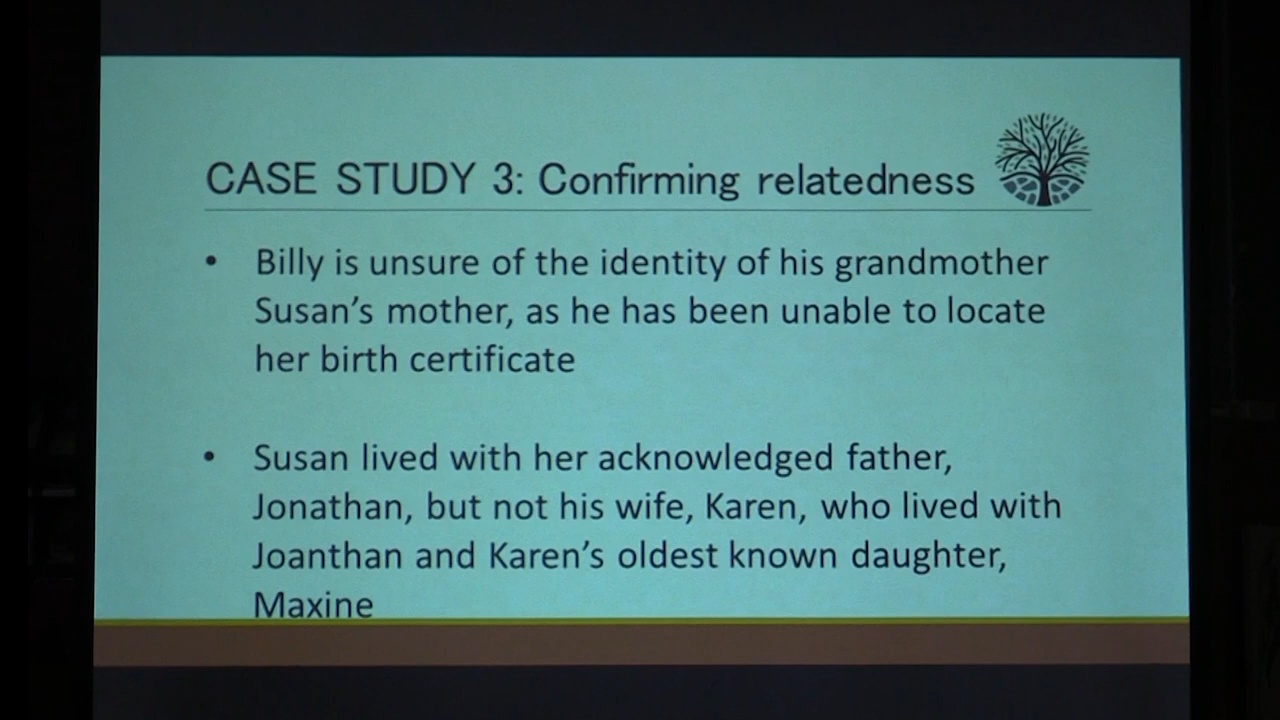 CASE STUDY 3: Confirming relatedness
• Billy is unsure of the identity of his grandmother
Susan's mother, as he has been unable to locate
her birth certificate
• Susan lived with her acknowledged father,
Jonathan, but not his wife, Karen, who lived with
Joanthan and Karen's oldest known daughter,
Maxine